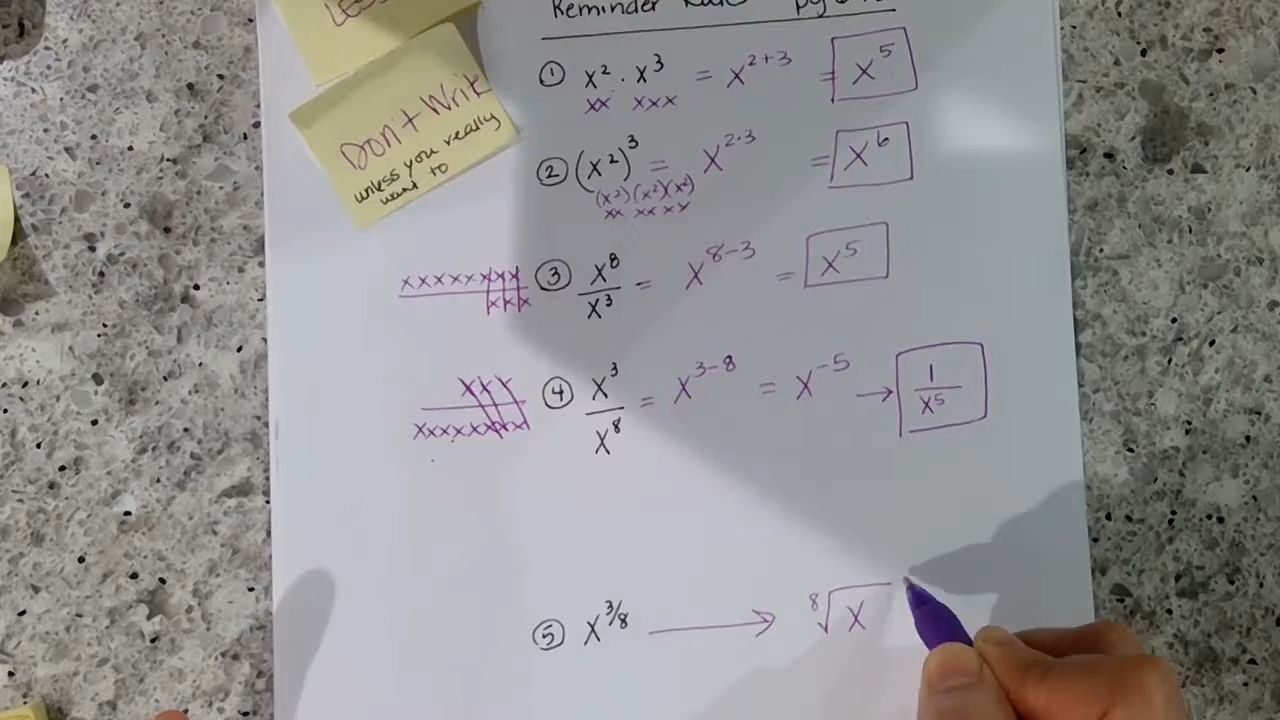 LES
Don't Write
unless you really
want to
Reminder
① x² · x³ = x²⁺³ = x⁵
xx xxx
② (x²)³ = x²·³ = x⁶
(x²)(x²)(x²)
xx xx xx
③ x⁸/x³ = x⁸⁻³ = x⁵
xxxxxxxx
xxx
④ x³/x⁸ = x³⁻⁸ = x⁻⁵ → 1/x⁵
xxx
xxxxxxxx
⑤ x^3/8 → ⁸√x